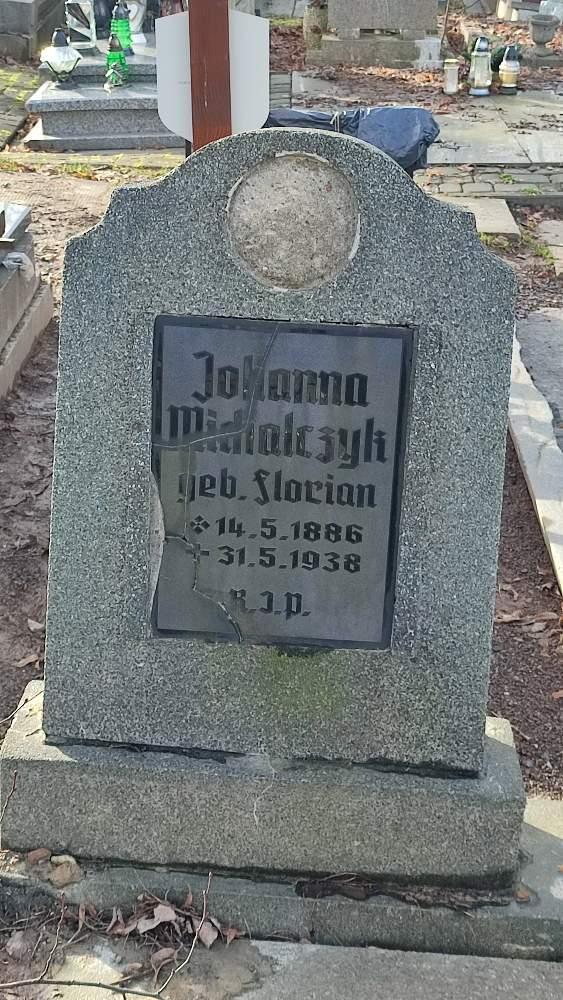 Johanna
Michalczyk
geb. Florian
❖ 14.5.1886
+ 31.5.1938
R.I.P.